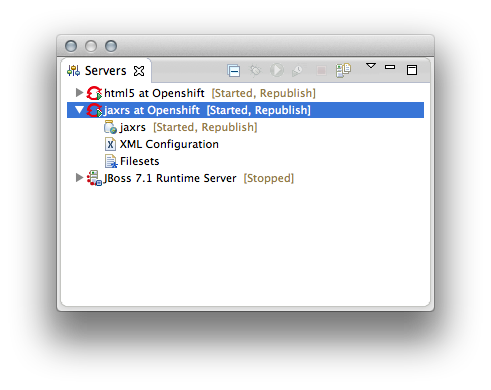 Servers
html5 at Openshift [Started, Republish]
jaxrs at Openshift [Started, Republish]
jaxrs [Started, Republish]
XML Configuration
Filesets
JBoss 7.1 Runtime Server [Stopped]